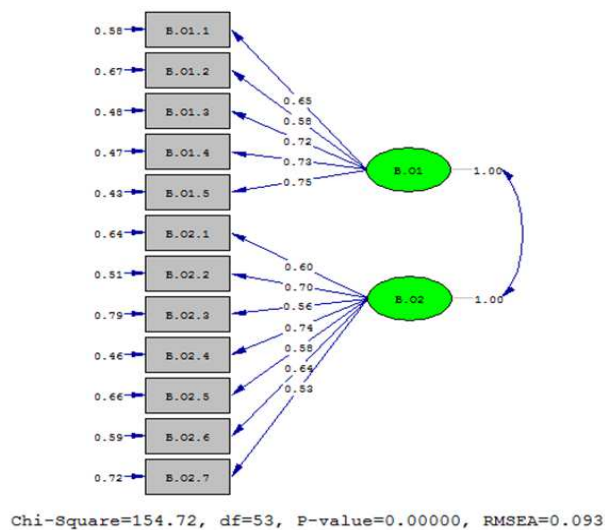 0.58 B.O1.1
0.67 B.O1.2
0.48 B.O1.3
0.47 B.O1.4
0.43 B.O1.5
0.64 B.O2.1
0.51 B.O2.2
0.79 B.O2.3
0.46 B.O2.4
0.66 B.O2.5
0.59 B.O2.6
0.72 B.O2.7
0.65
0.58
0.72
0.73
0.75
0.60
0.70
0.56
0.74
0.58
0.64
0.53
B.O1 1.00
B.O2 1.00
Chi-Square=154.72, df=53, P-value=0.00000, RMSEA=0.093